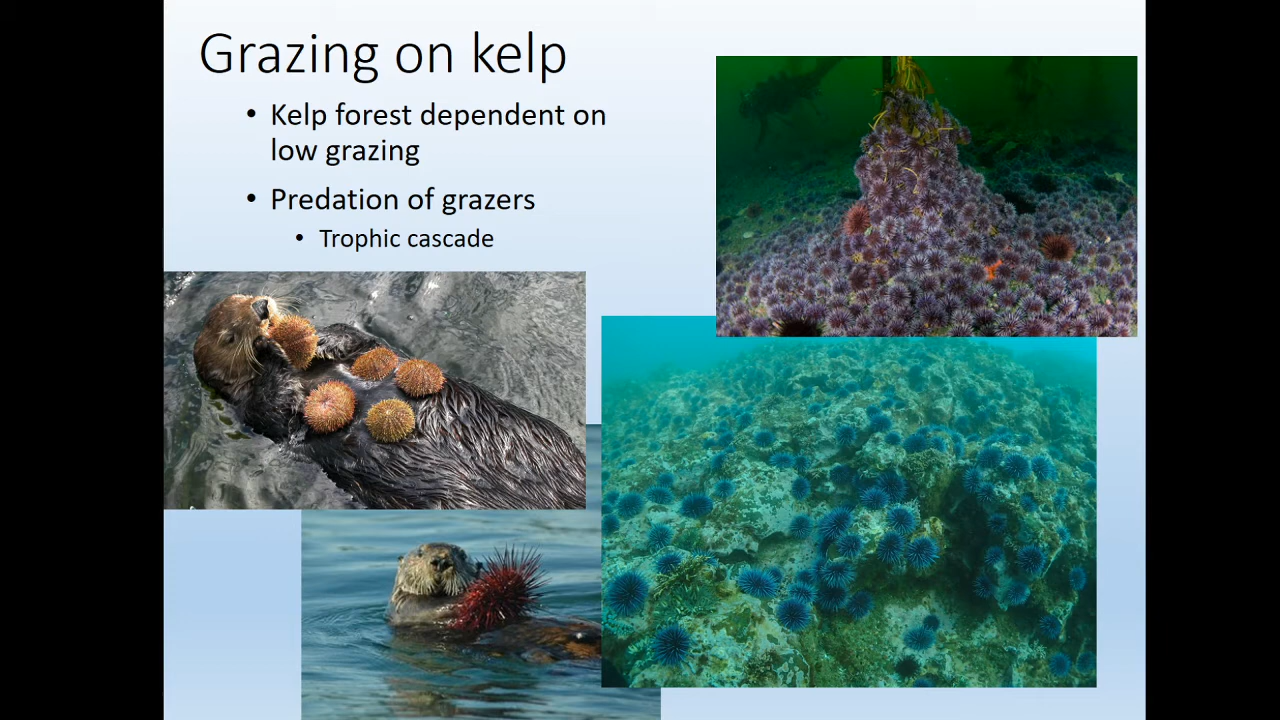 Grazing on kelp
• Kelp forest dependent on
low grazing
• Predation of grazers
• Trophic cascade